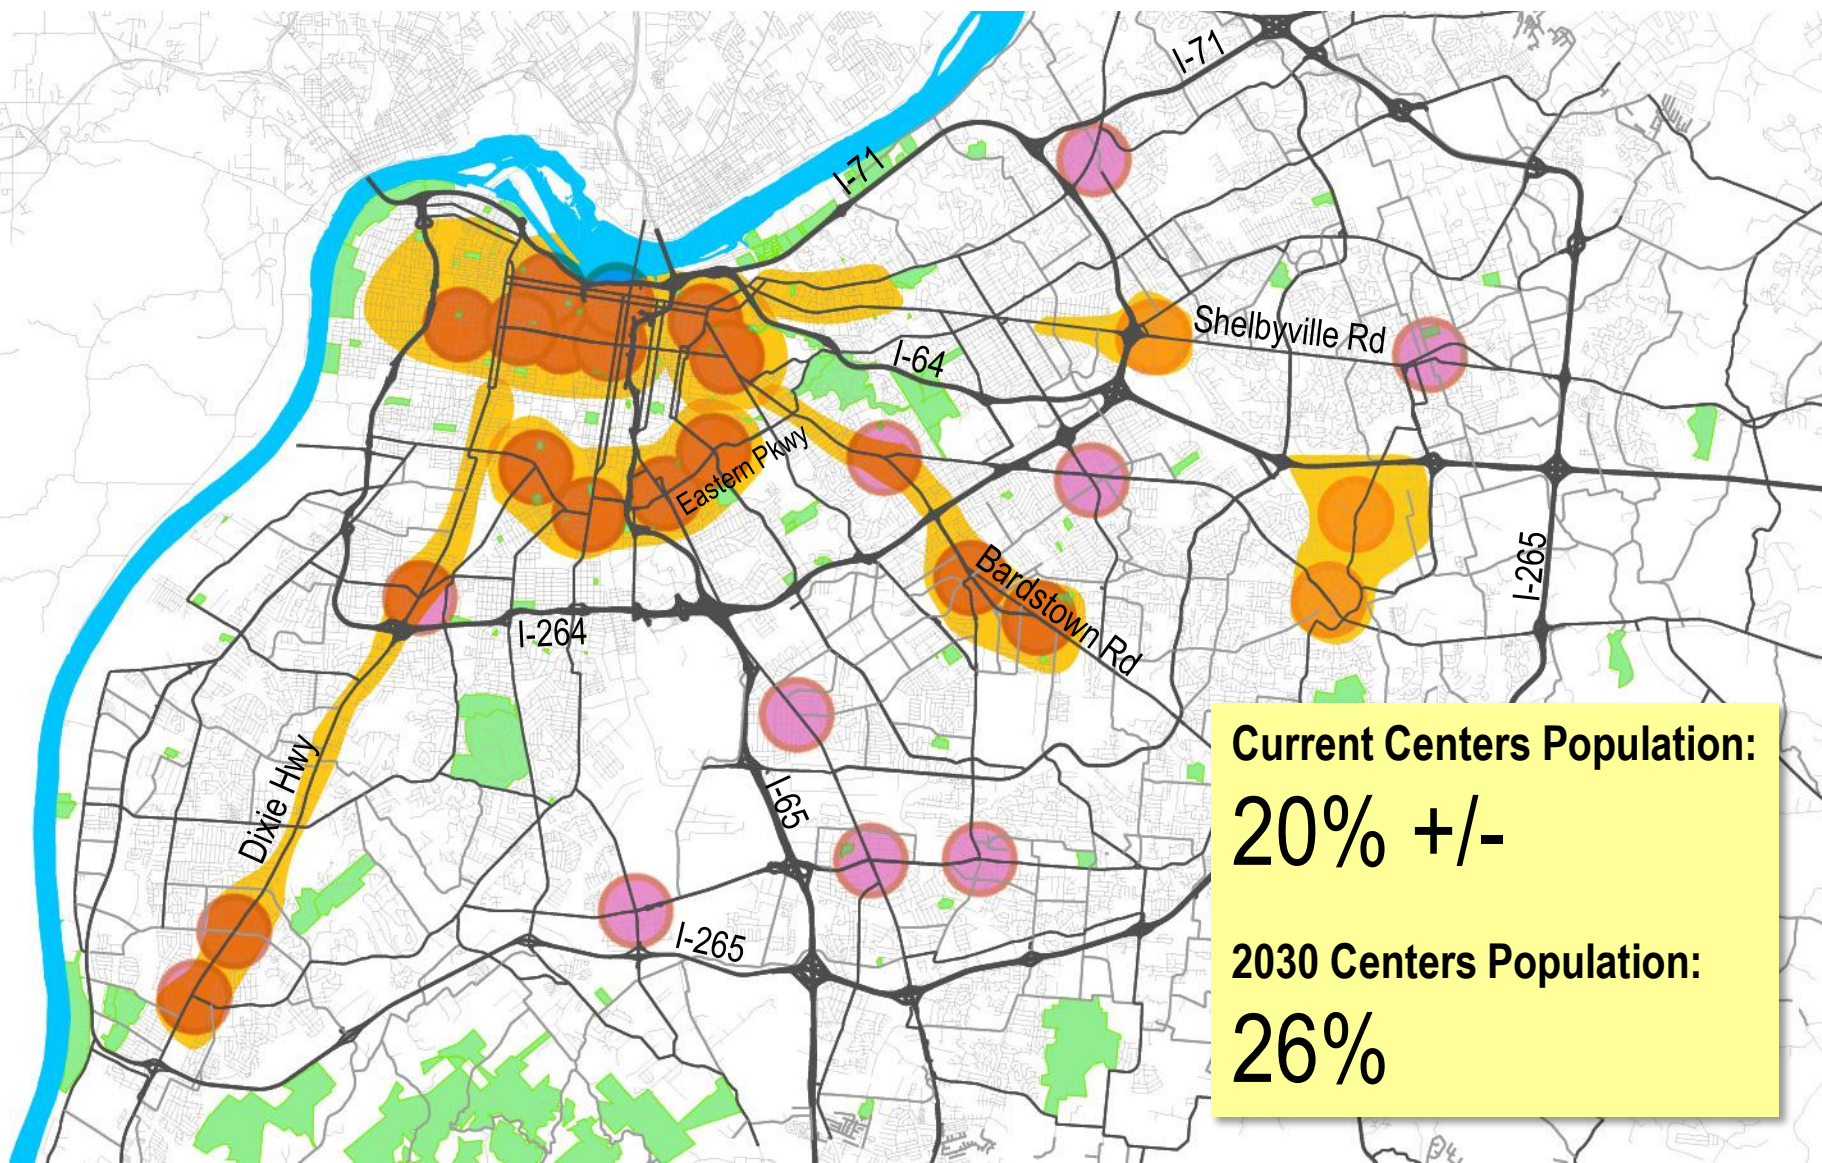 I-71
I-71
Shelbyville Rd
I-64
Eastern Pkwy
I-265
Bardstown Rd
I-264
Dixie Hwy
I-65
I-265
Current Centers Population:
20% +/-
2030 Centers Population:
26%